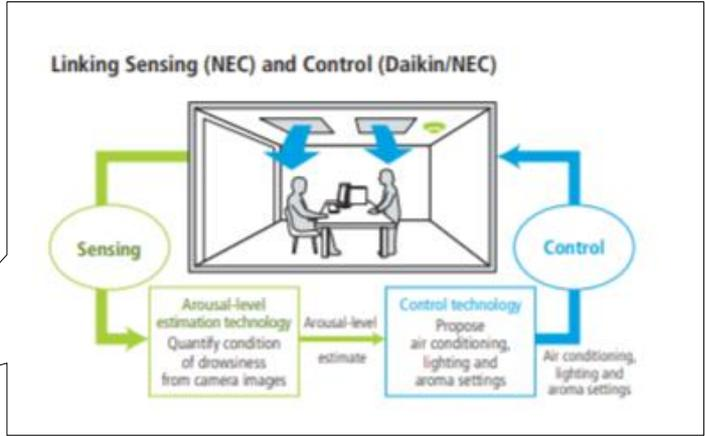 Linking Sensing (NEC) and Control (Daikin/NEC)
Sensing
Control
Arousal-level
estimation technology
Quantify condition
of drowsiness
from camera images
Arousal-level
estimate
Control technology
Propose
air conditioning,
lighting and
aroma settings
Air conditioning,
lighting and
aroma settings